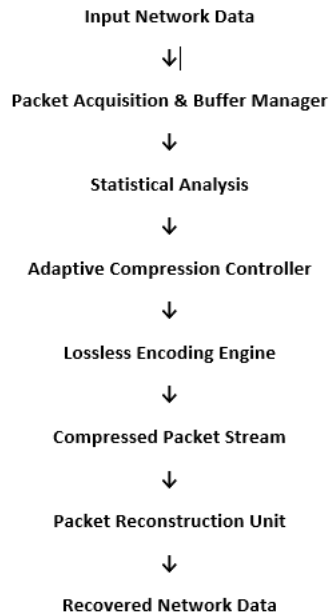 Input Network Data
↓
Packet Acquisition & Buffer Manager
↓
Statistical Analysis
↓
Adaptive Compression Controller
↓
Lossless Encoding Engine
↓
Compressed Packet Stream
↓
Packet Reconstruction Unit
↓
Recovered Network Data